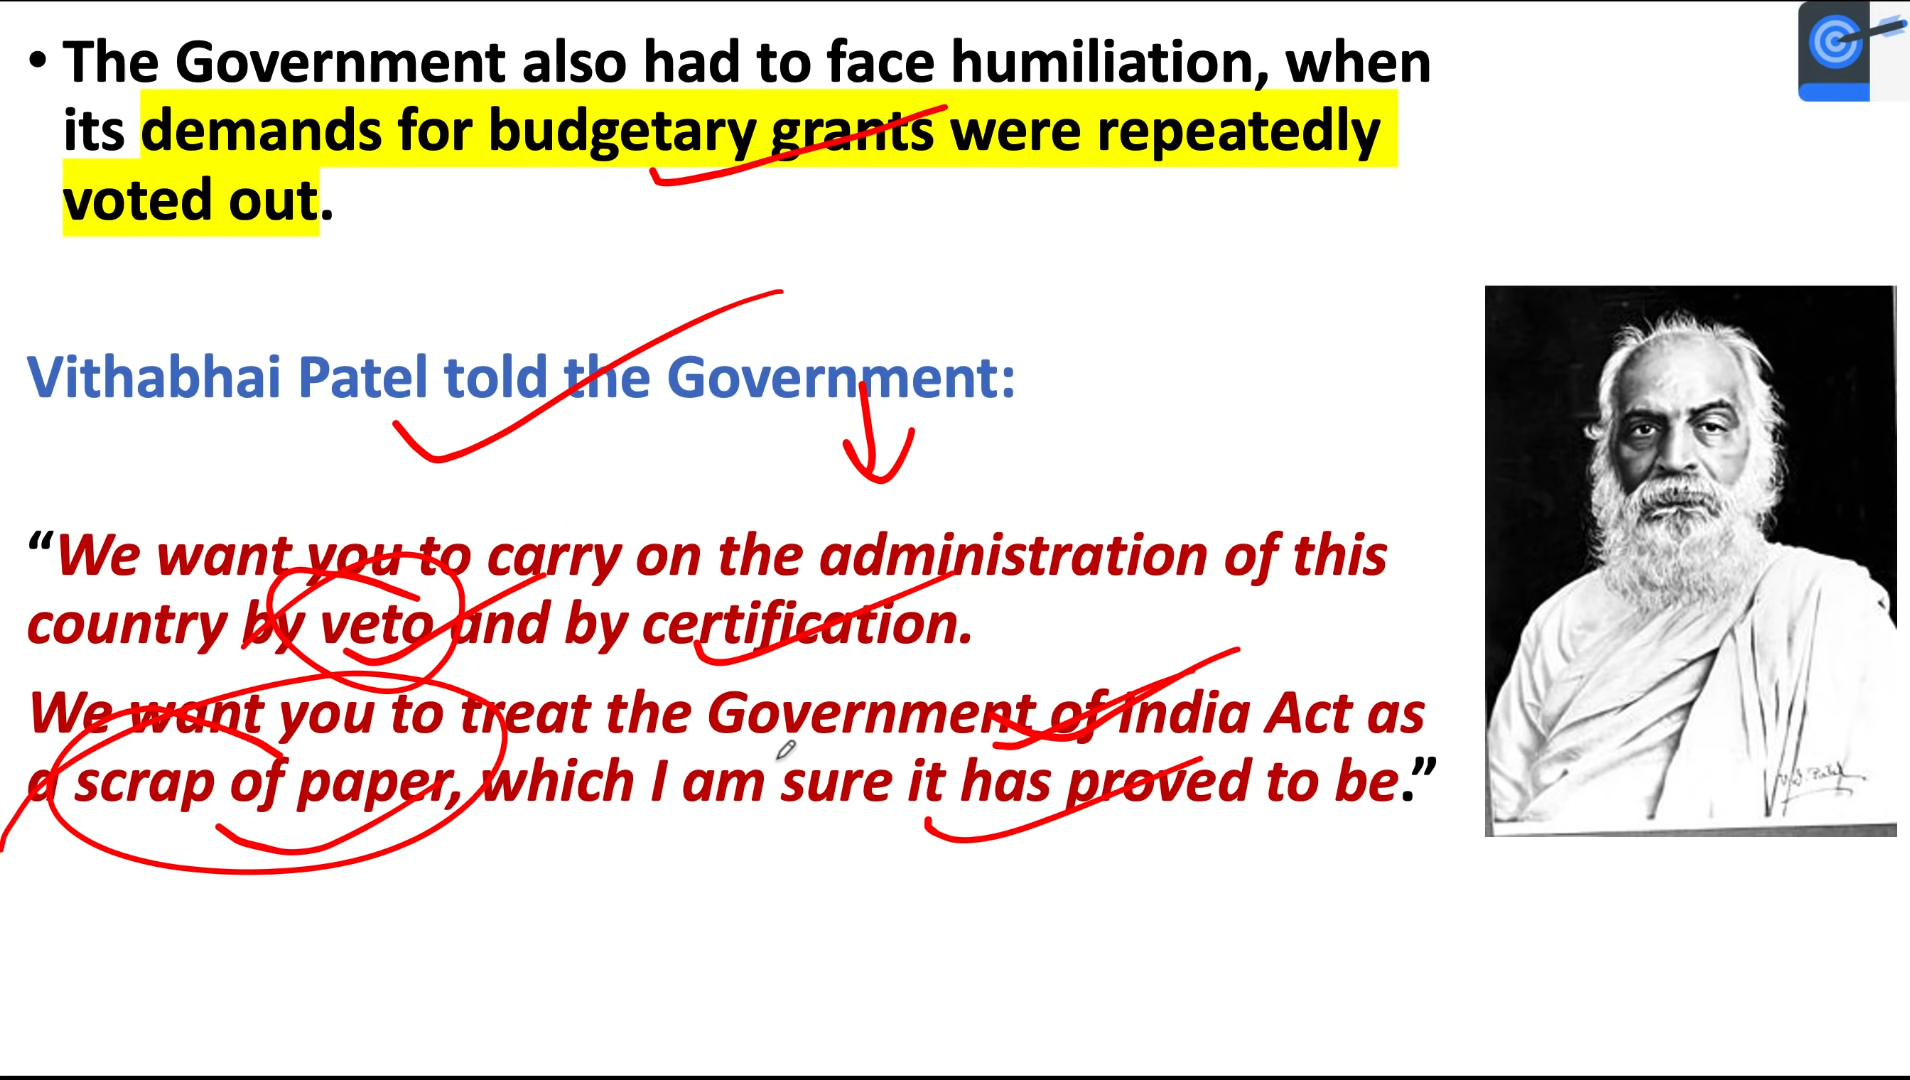 • The Government also had to face humiliation, when
its demands for budgetary grants were repeatedly
voted out.
Vithabhai Patel told the Government:
“We want you to carry on the administration of this
country by veto and by certification.
We want you to treat the Government of India Act as
a scrap of paper, which I am sure it has proved to be.”